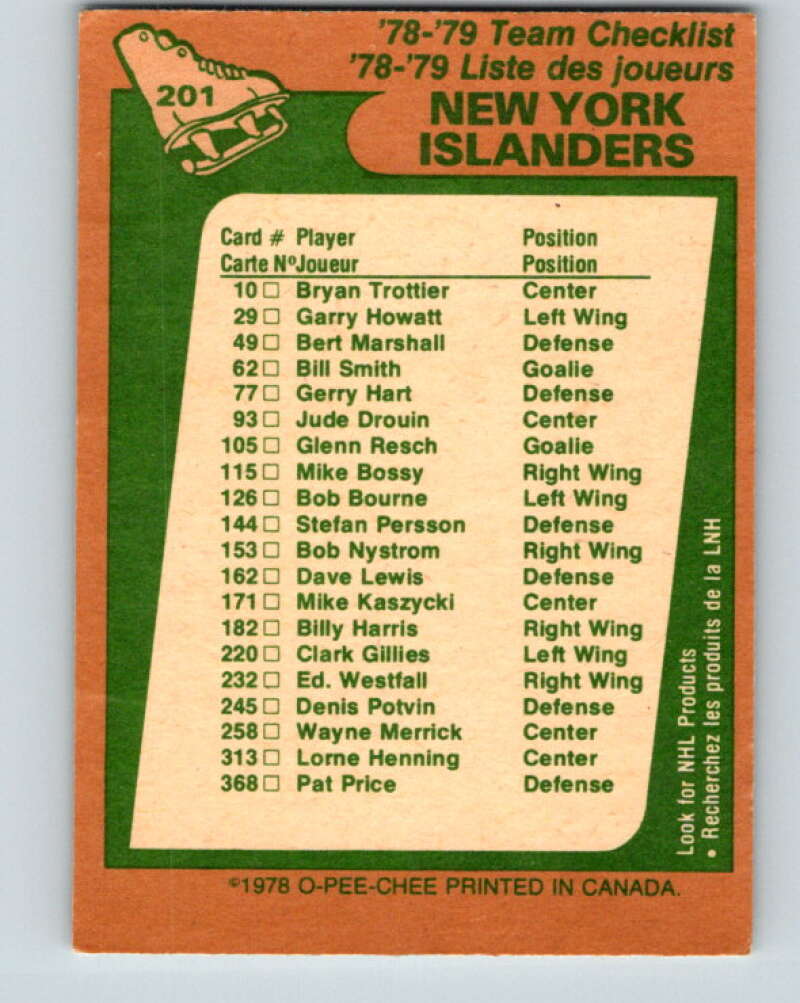 201
'78-'79 Team Checklist
'78-'79 Liste des joueurs
NEW YORK
ISLANDERS
Card # Player Position
Carte Nº Joueur Position
10 □ Bryan Trottier Center
29 □ Garry Howatt Left Wing
49 □ Bert Marshall Defense
62 □ Bill Smith Goalie
77 □ Gerry Hart Defense
93 □ Jude Drouin Center
105 □ Glenn Resch Goalie
115 □ Mike Bossy Right Wing
126 □ Bob Bourne Left Wing
144 □ Stefan Persson Defense
153 □ Bob Nystrom Right Wing
162 □ Dave Lewis Defense
171 □ Mike Kaszycki Center
182 □ Billy Harris Right Wing
220 □ Clark Gillies Left Wing
232 □ Ed. Westfall Right Wing
245 □ Denis Potvin Defense
258 □ Wayne Merrick Center
313 □ Lorne Henning Center
368 □ Pat Price Defense
Look for NHL Products
• Recherchez les produits de la LNH
©1978 O-PEE-CHEE PRINTED IN CANADA.